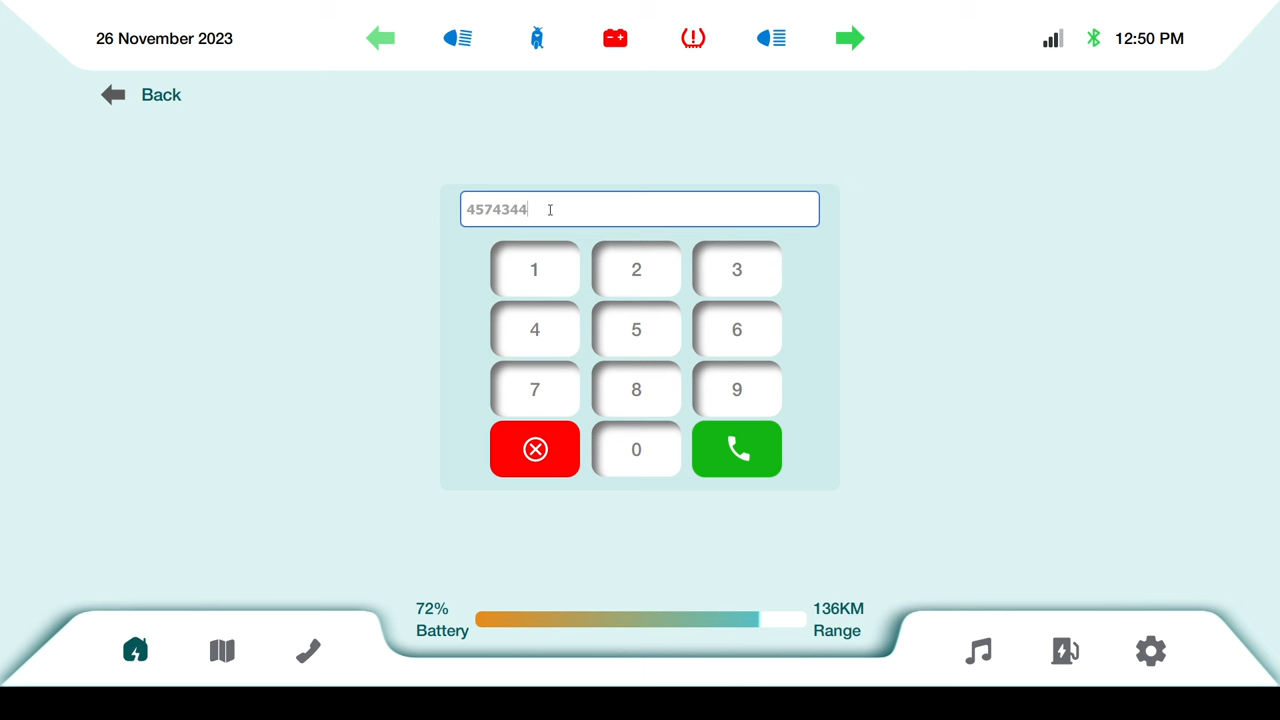 26 November 2023
12:50 PM
Back
4574344
1 2 3
4 5 6
7 8 9
0
72%
Battery
136KM
Range